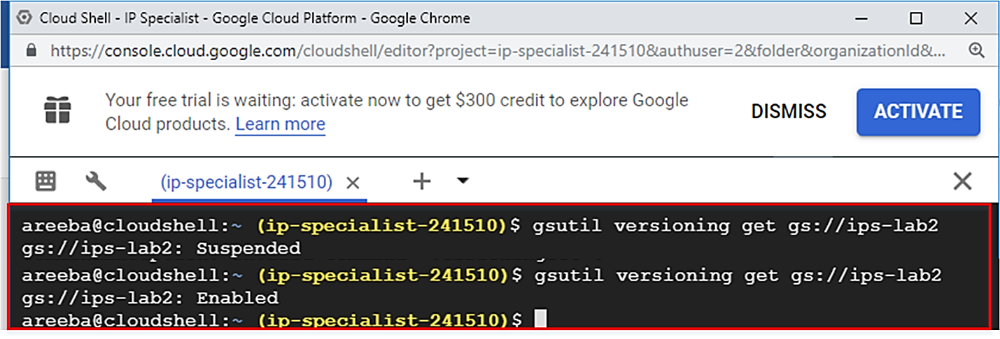 Cloud Shell - IP Specialist - Google Cloud Platform - Google Chrome
https://console.cloud.google.com/cloudshell/editor?project=ip-specialist-241510&authuser=2&folder&organizationId&...
Your free trial is waiting: activate now to get $300 credit to explore Google
Cloud products. Learn more
DISMISS
ACTIVATE
(ip-specialist-241510)
areeba@cloudshell:~ (ip-specialist-241510)$ gsutil versioning get gs://ips-lab2
gs://ips-lab2: Suspended
areeba@cloudshell:~ (ip-specialist-241510)$ gsutil versioning get gs://ips-lab2
gs://ips-lab2: Enabled
areeba@cloudshell:~ (ip-specialist-241510)$